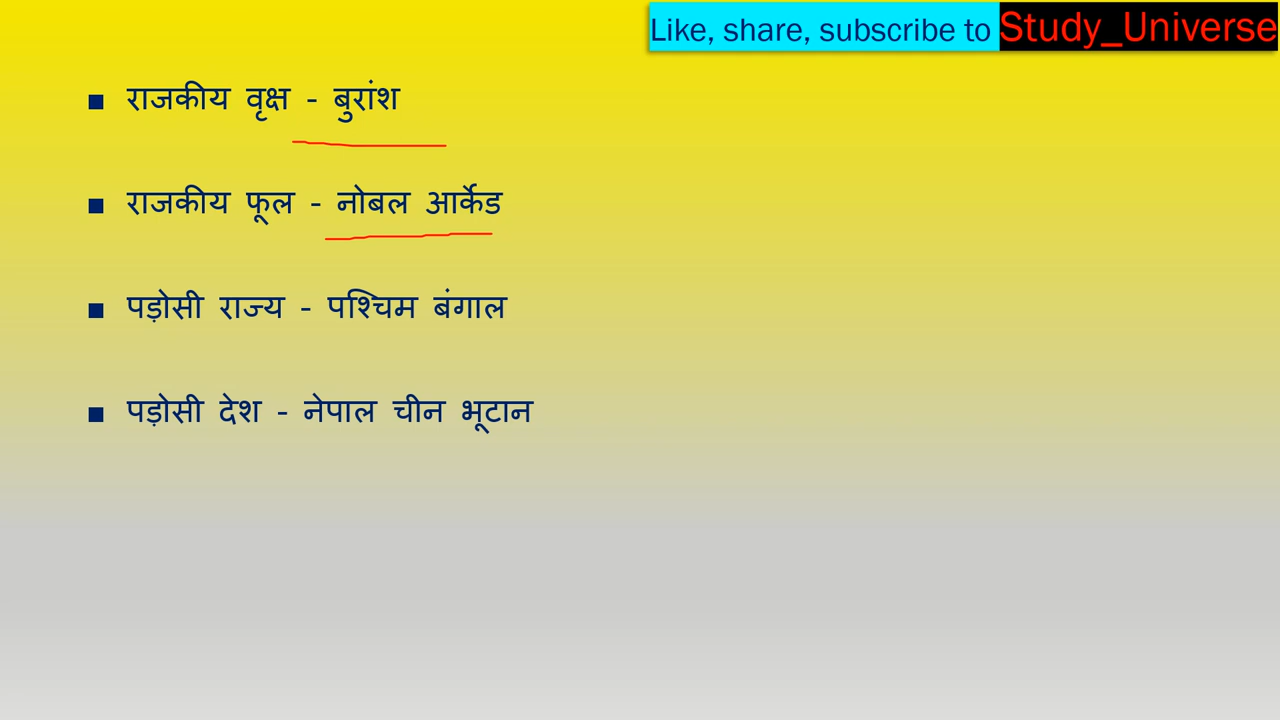 Like, share, subscribe to Study_Universe
▪ राजकीय वृक्ष - बुरांश
▪ राजकीय फूल - नोबल आर्केड
▪ पड़ोसी राज्य - पश्चिम बंगाल
▪ पड़ोसी देश - नेपाल चीन भूटान